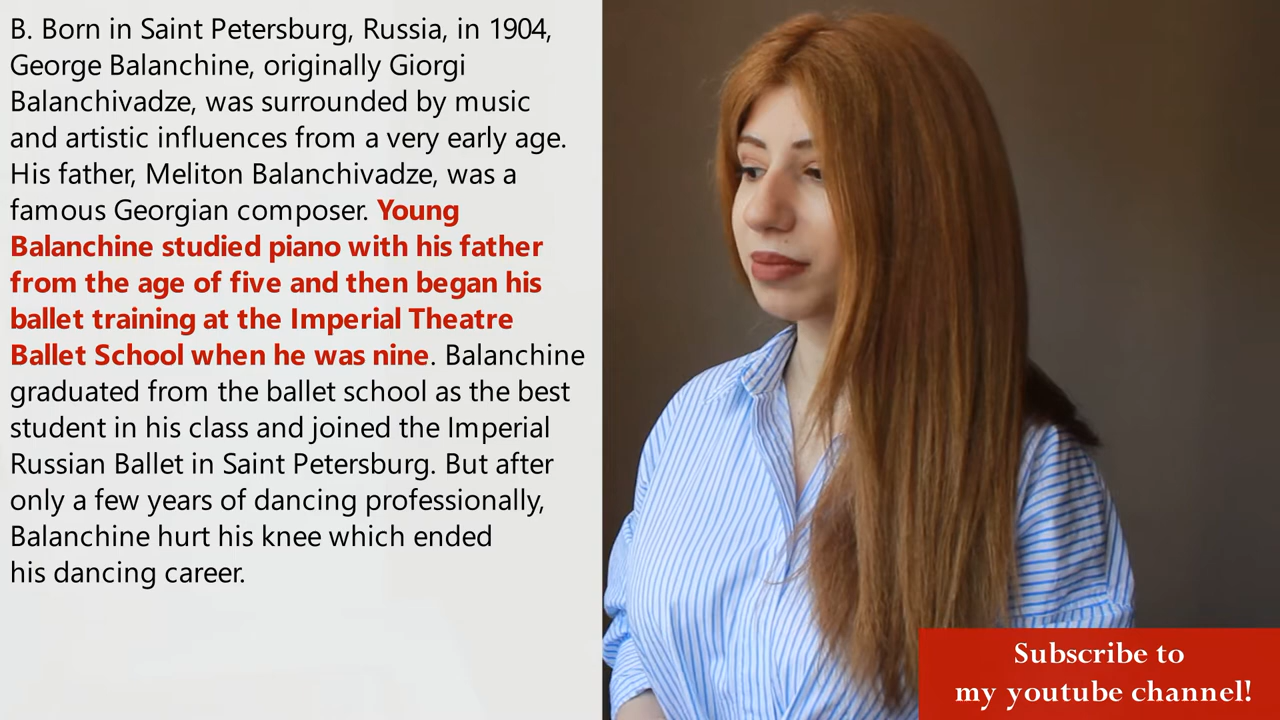 B. Born in Saint Petersburg, Russia, in 1904,
George Balanchine, originally Giorgi
Balanchivadze, was surrounded by music
and artistic influences from a very early age.
His father, Meliton Balanchivadze, was a
famous Georgian composer. Young
Balanchine studied piano with his father
from the age of five and then began his
ballet training at the Imperial Theatre
Ballet School when he was nine. Balanchine
graduated from the ballet school as the best
student in his class and joined the Imperial
Russian Ballet in Saint Petersburg. But after
only a few years of dancing professionally,
Balanchine hurt his knee which ended
his dancing career.
Subscribe to
my youtube channel!